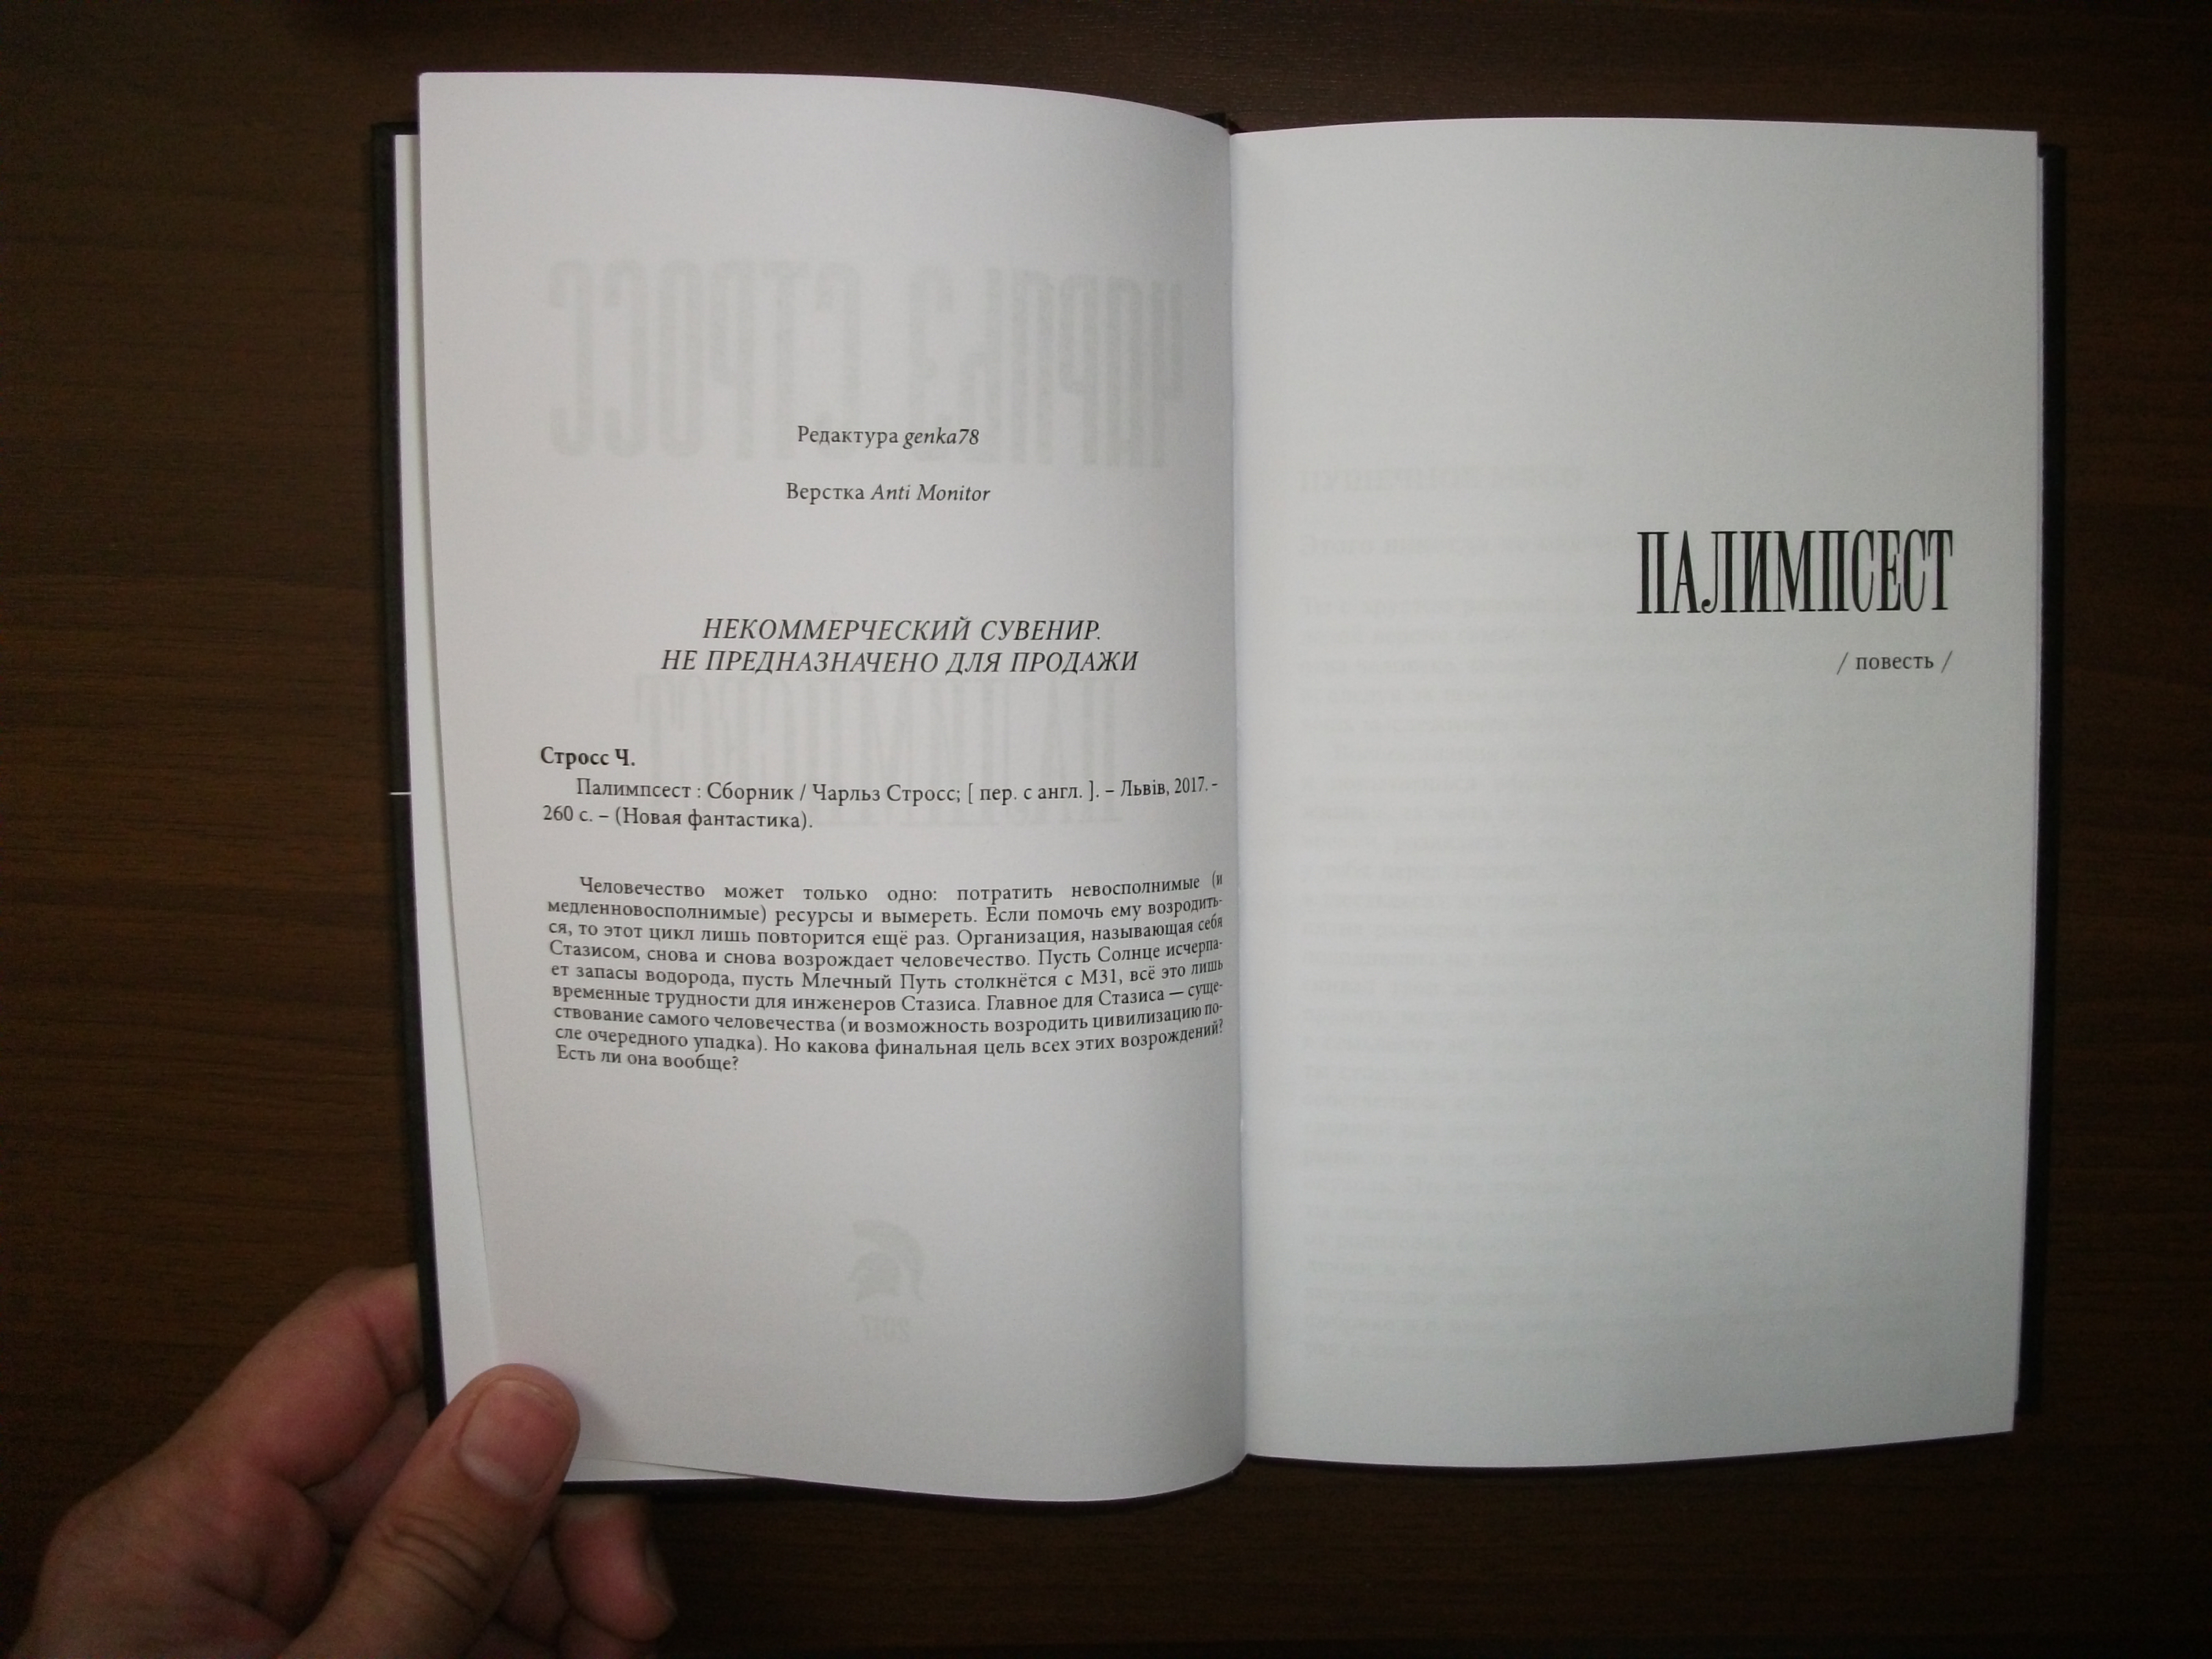 Редактура genka78
Верстка Anti Monitor
НЕКОММЕРЧЕСКИЙ СУВЕНИР.
НЕ ПРЕДНАЗНАЧЕНО ДЛЯ ПРОДАЖИ
Стросс Ч.
Палимпсест : Сборник / Чарльз Стросс; [ пер. с англ. ]. – Львів, 2017. -
260 с. – (Новая фантастика).
Человечество может только одно: потратить невосполнимые (и
медленновосполнимые) ресурсы и вымереть. Если помочь ему возродить-
ся, то этот цикл лишь повторится ещё раз. Организация, называющая себя
Стазисом, снова и снова возрождает человечество. Пусть Солнце исчерпа-
ет запасы водорода, пусть Млечный Путь столкнётся с М31, всё это лишь
временные трудности для инженеров Стазиса. Главное для Стазиса — суще-
ствование самого человечества (и возможность возродить цивилизацию по-
сле очередного упадка). Но какова финальная цель всех этих возрождений?
Есть ли она вообще?
ПАЛИМПСЕСТ
/ повесть /